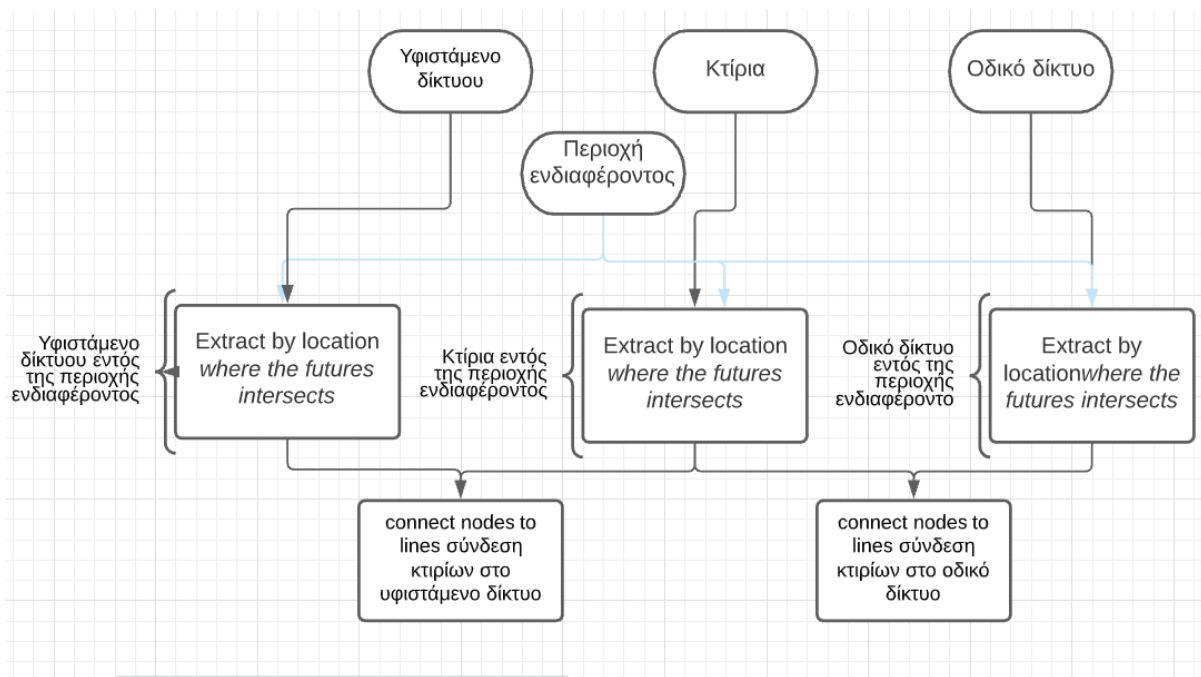 Υφιστάμενο
δίκτυου
Κτίρια
Οδικό δίκτυο
Περιοχή
ενδιαφέροντος
Υφιστάμενο
δίκτυου εντός
της περιοχής
ενδιαφέροντος
Extract by location
where the futures
intersects
Κτίρια εντός
της περιοχής
ενδιαφέροντος
Extract by location
where the futures
intersects
Οδικό δίκτυο
εντός της
περιοχής
ενδιαφέροντο
Extract by
locationwhere the
futures intersects
connect nodes to
lines σύνδεση
κτιρίων στο
υφιστάμενο δίκτυο
connect nodes to
lines σύνδεση
κτιρίων στο οδικό
δίκτυο